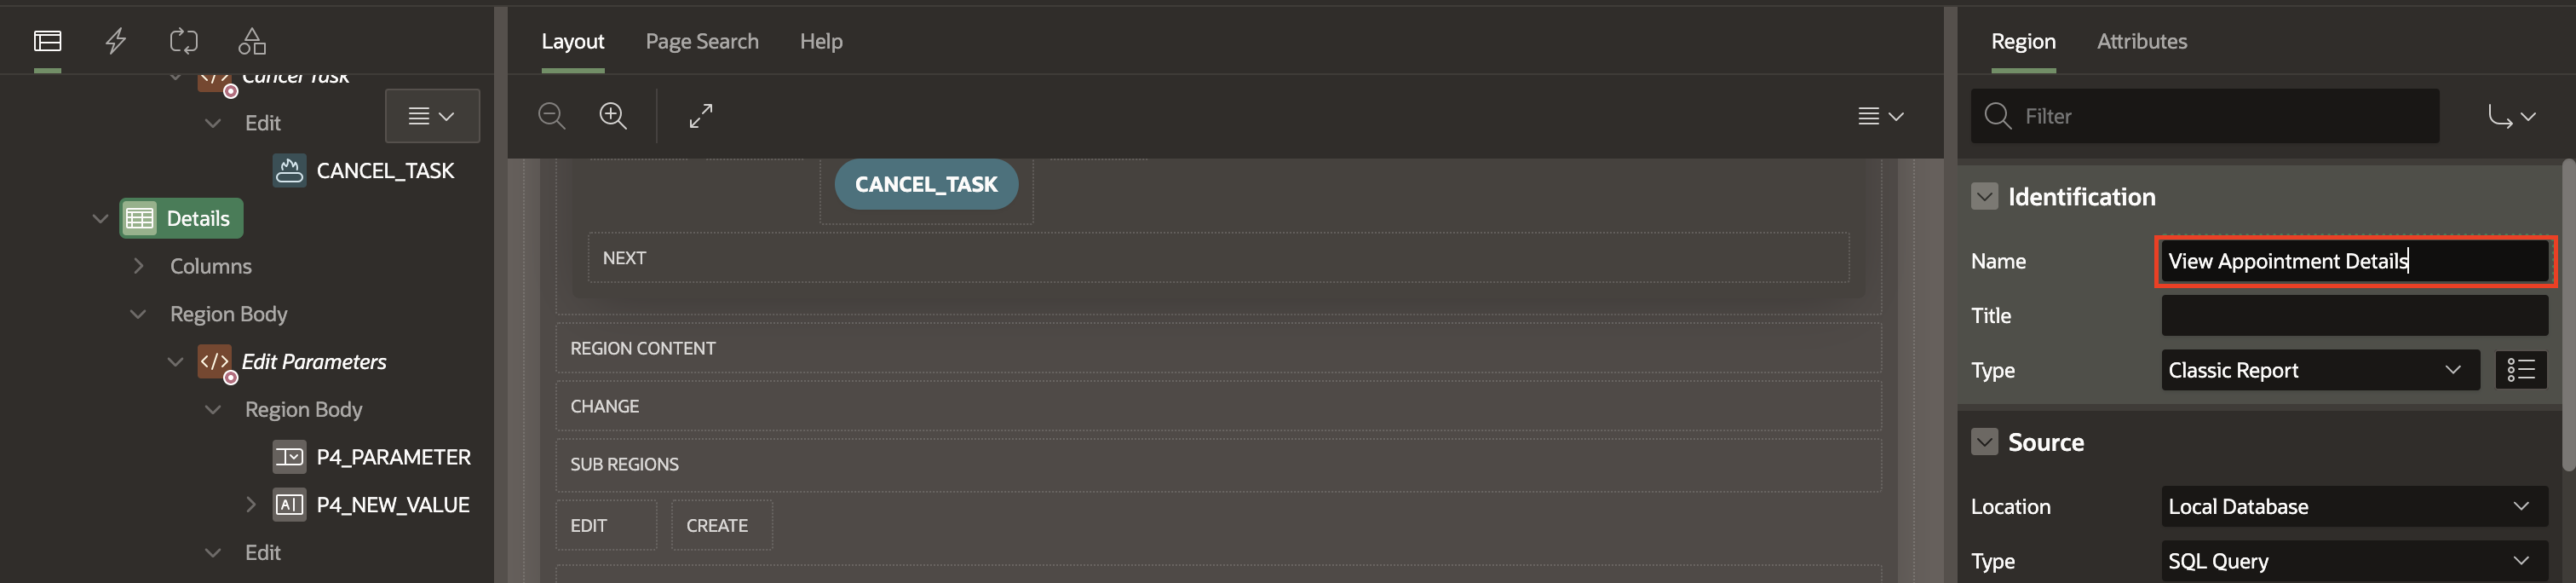 Cancel Task
Edit
CANCEL_TASK
Details
Columns
Region Body
Edit Parameters
Region Body
P4_PARAMETER
P4_NEW_VALUE
Edit
Layout Page Search Help
CANCEL_TASK
NEXT
REGION CONTENT
CHANGE
SUB REGIONS
EDIT CREATE
Region Attributes
Filter
Identification
Name View Appointment Details
Title
Type Classic Report
Source
Location Local Database
Type SQL Query